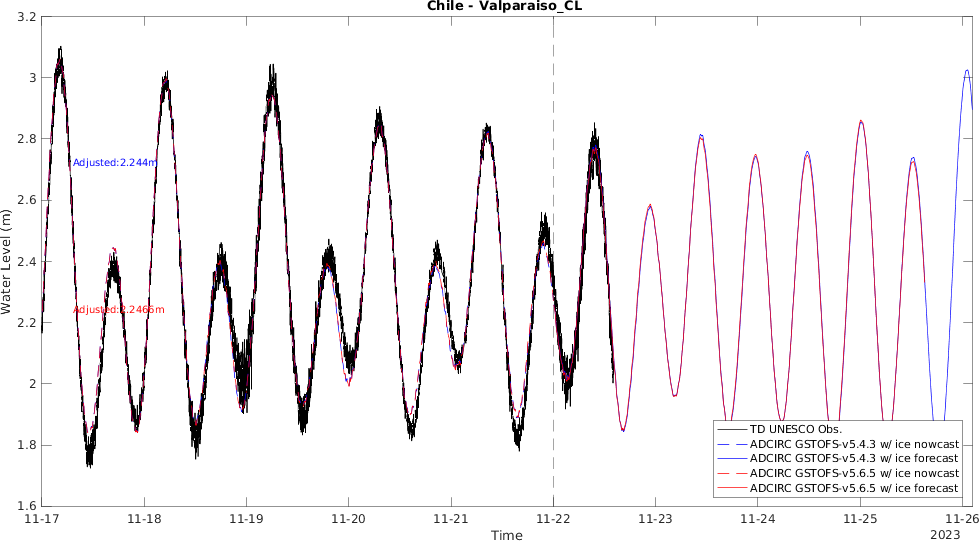 Chile - Valparaiso_CL
3.2
3
2.8
2.6
2.4
2.2
2
1.8
1.6
Water Level (m)
Adjusted:2.244m
Adjusted:2.2466m
TD UNESCO Obs.
ADCIRC GSTOFS-v5.4.3 w/ ice nowcast
ADCIRC GSTOFS-v5.4.3 w/ ice forecast
ADCIRC GSTOFS-v5.6.5 w/ ice nowcast
ADCIRC GSTOFS-v5.6.5 w/ ice forecast
11-17 11-18 11-19 11-20 11-21 11-22 11-23 11-24 11-25 11-26
Time
2023